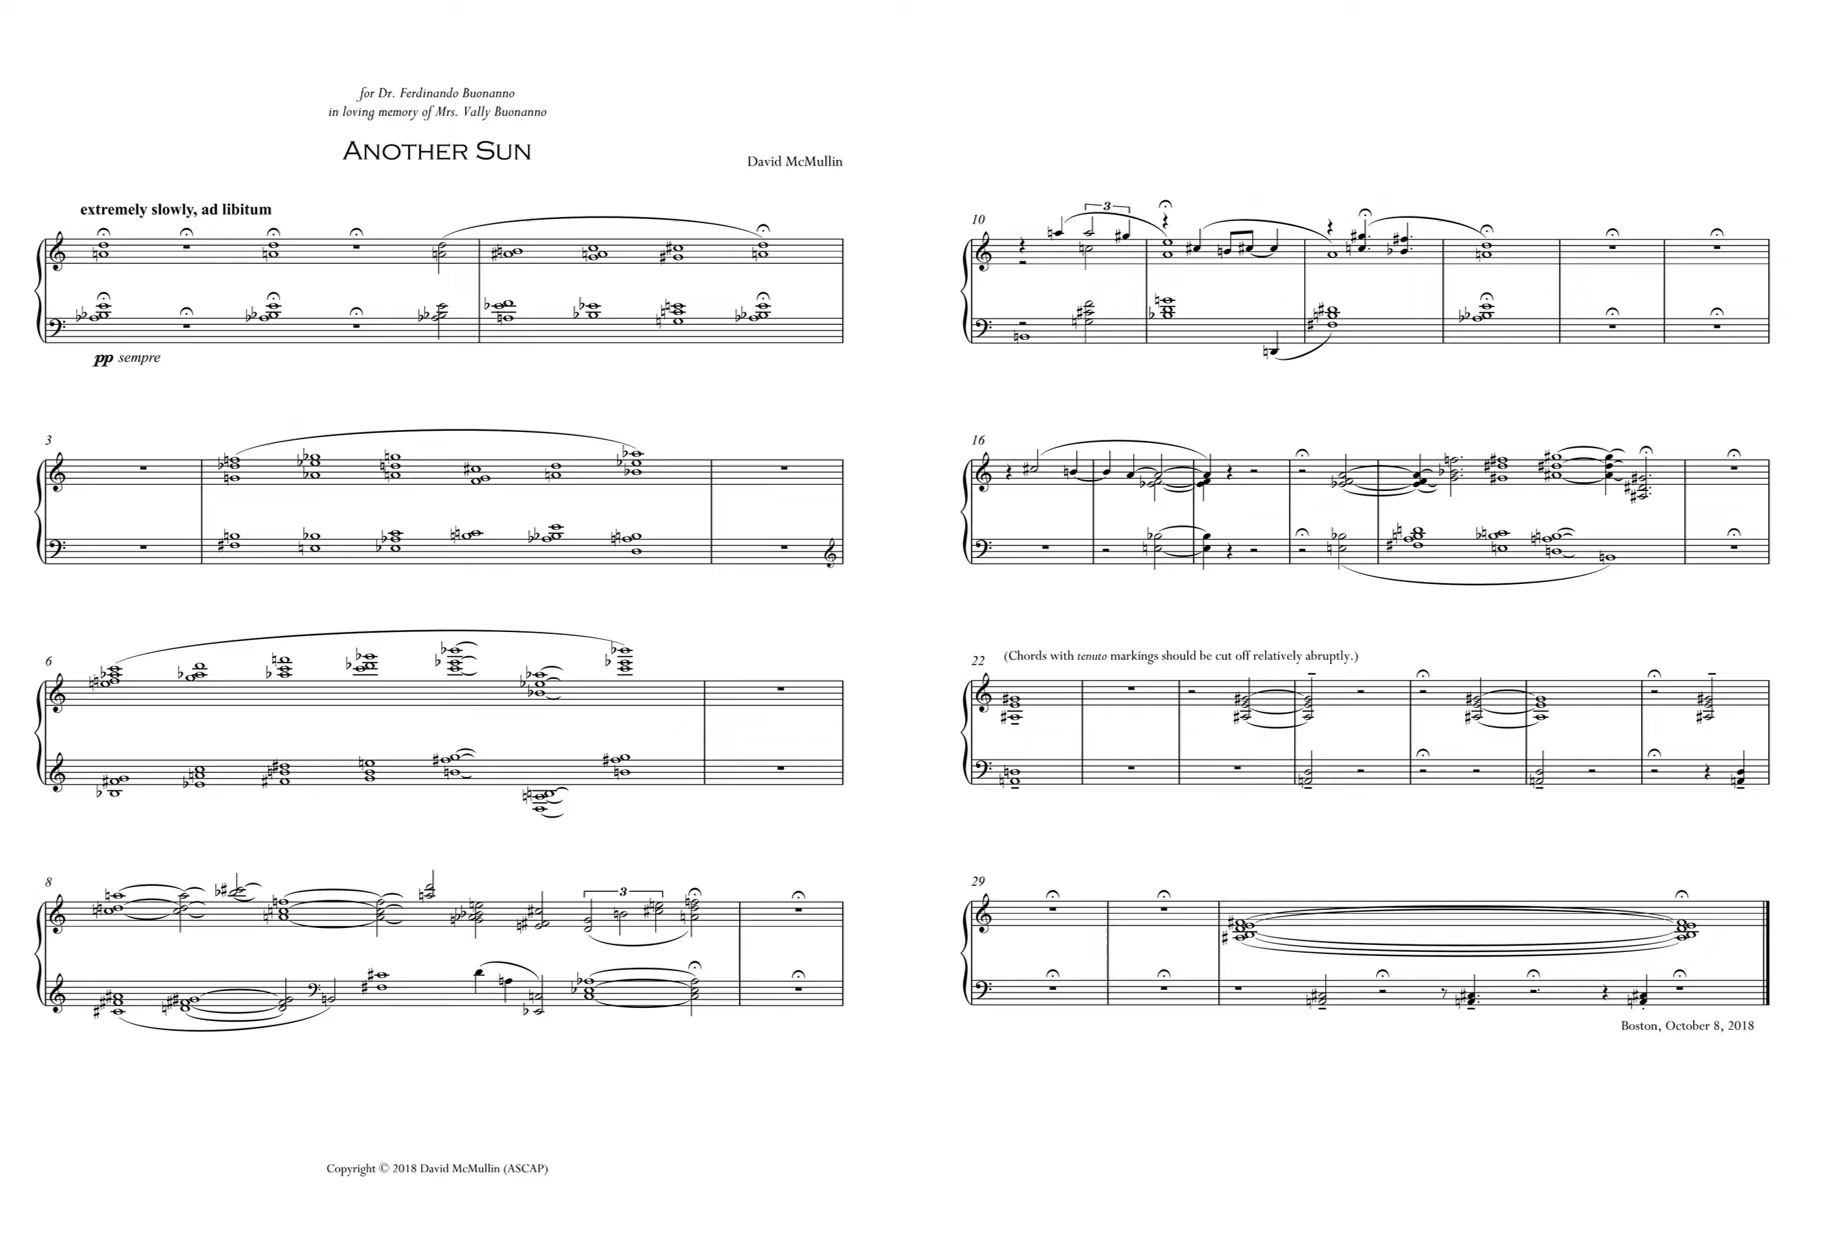 for Dr. Ferdinando Buonanno
in loving memory of Mrs. Vally Buonanno
ANOTHER SUN
David McMullin
extremely slowly, ad libitum
pp sempre
3
6
8
3
Copyright © 2018 David McMullin (ASCAP)
10
3
16
22
(Chords with tenuto markings should be cut off relatively abruptly.)
29
Boston, October 8, 2018